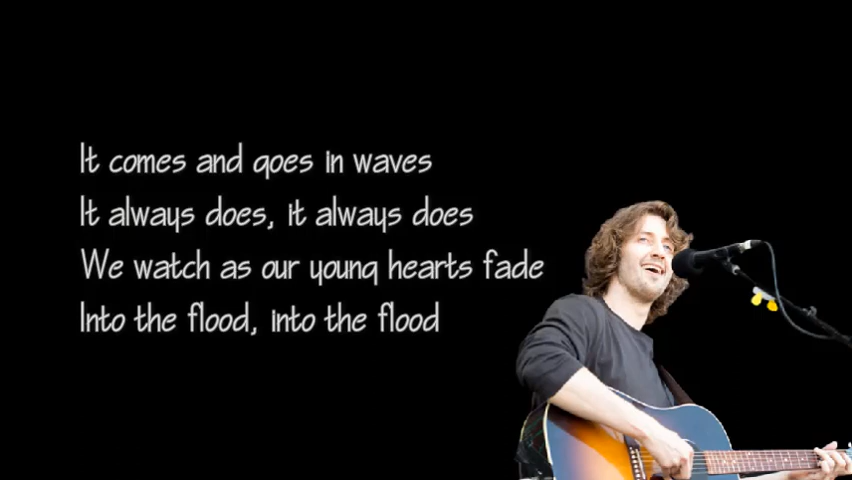 It comes and goes in waves
It always does, it always does
We watch as our young hearts fade
Into the flood, into the flood